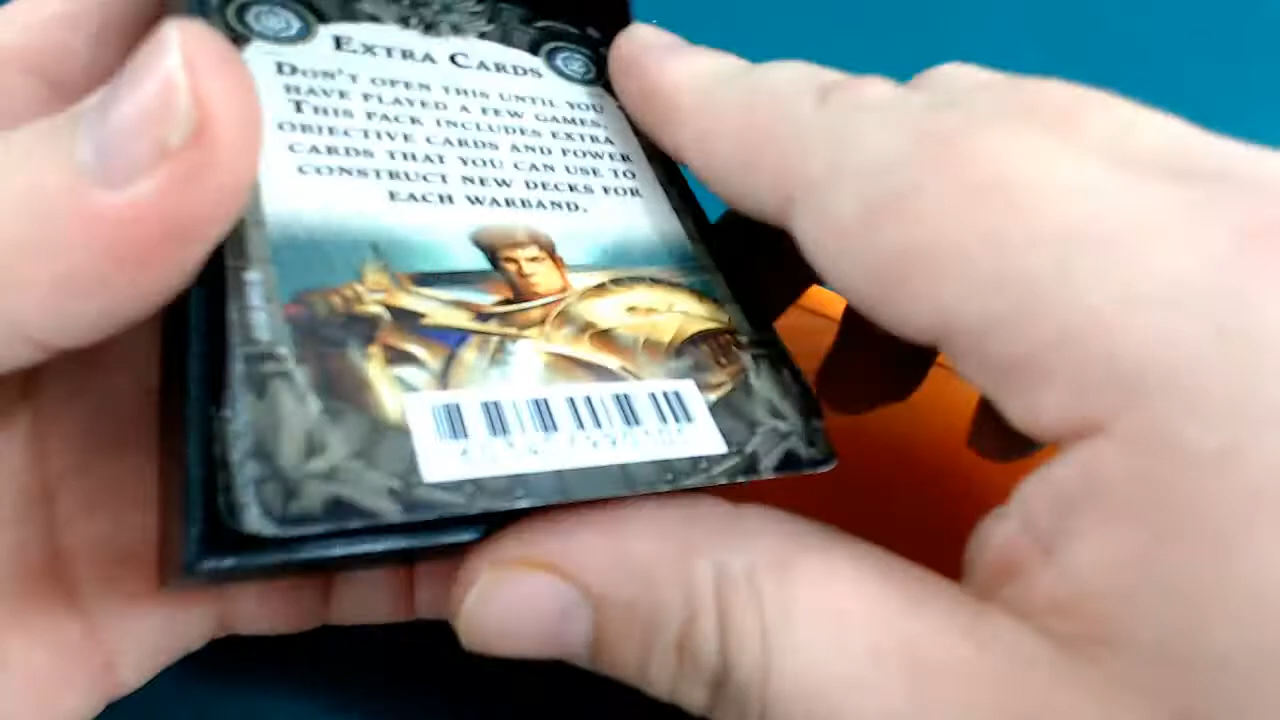 EXTRA CARDS
DON'T OPEN THIS UNTIL YOU
HAVE PLAYED A FEW GAMES.
THIS PACK INCLUDES EXTRA
OBJECTIVE CARDS AND POWER
CARDS THAT YOU CAN USE TO
CONSTRUCT NEW DECKS FOR
EACH WARBAND.